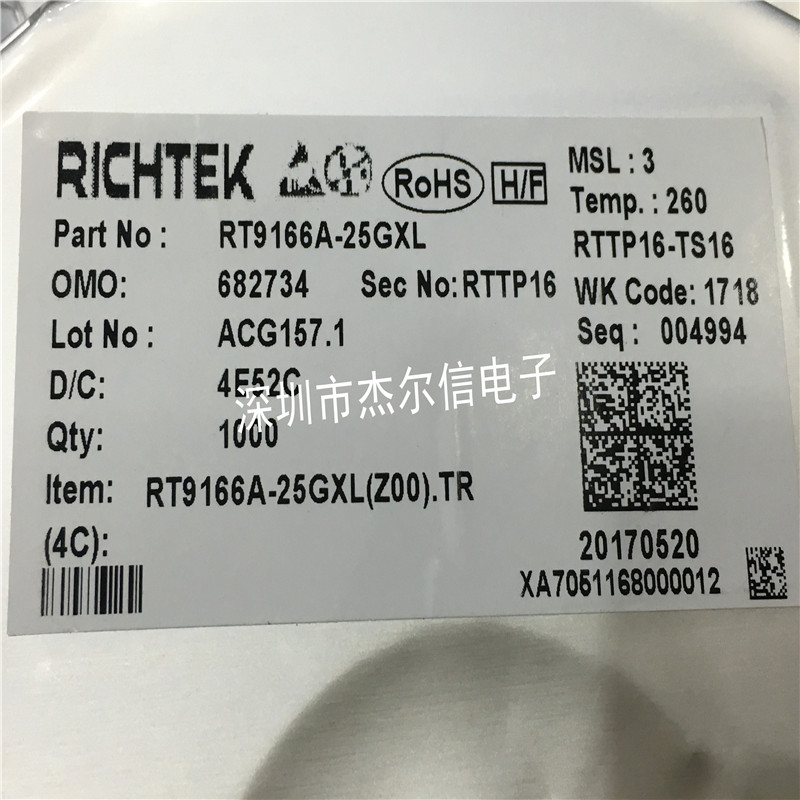 RICHTEK RoHS H/F MSL : 3
Temp. : 260
Part No : RT9166A-25GXL RTTP16-TS16
OMO: 682734 Sec No: RTTP16 WK Code: 1718
Lot No : ACG157.1 Seq : 004994
D/C: 4E52C
深圳市杰尔信电子
Qty: 1000
Item: RT9166A-25GXL(Z00).TR
(4C): 20170520
XA7051168000012